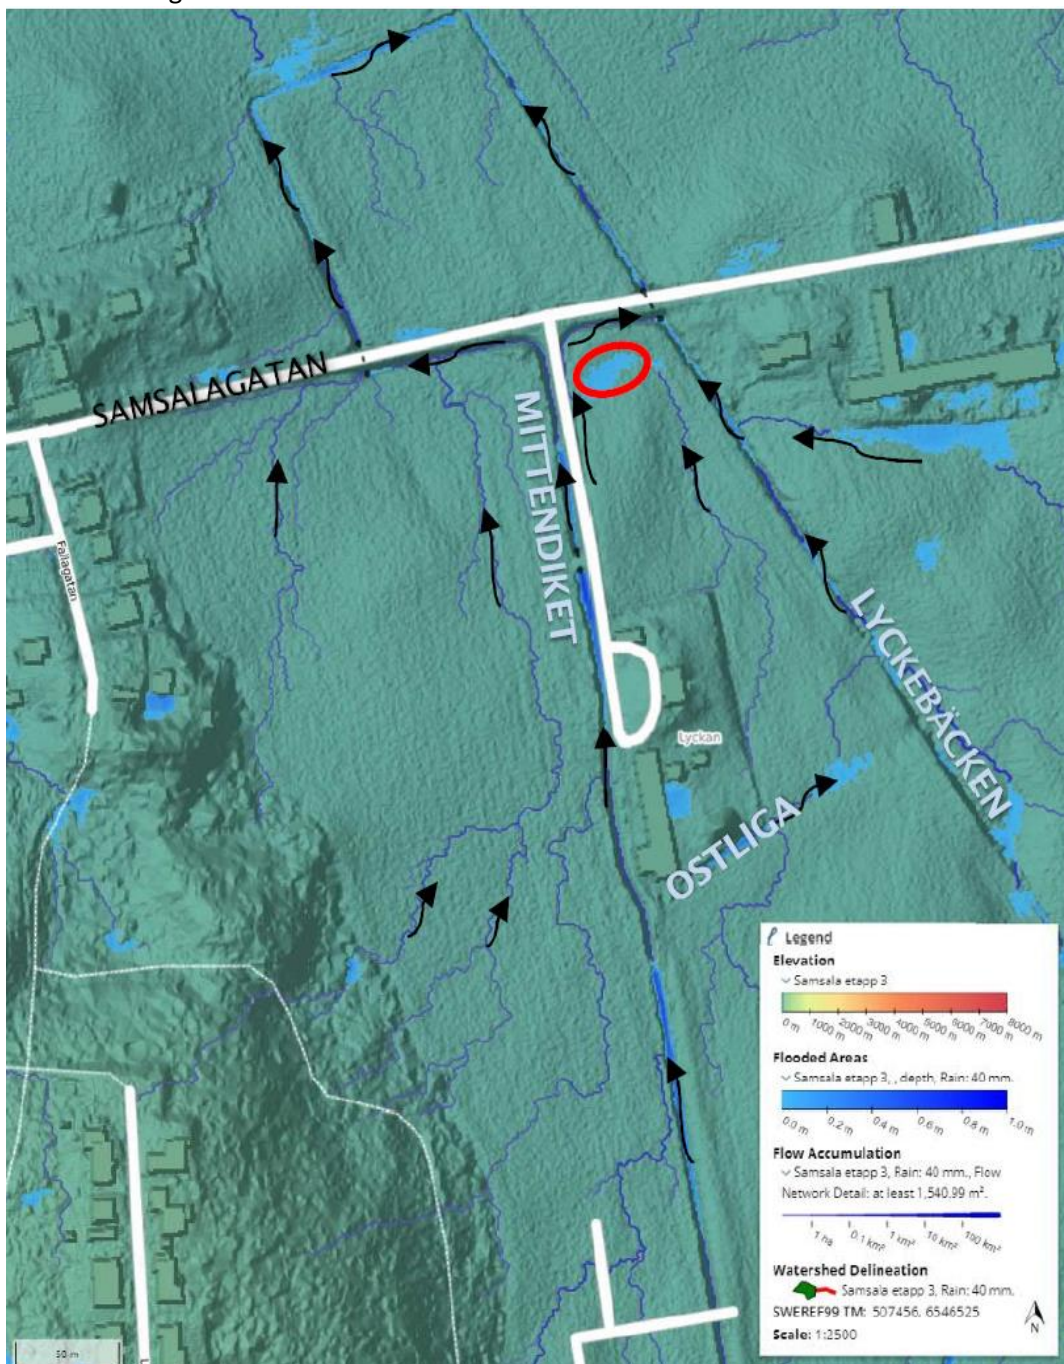 SAMSALAGATAN
MITTENDIKET
Fallagatan
LYCKEBÄCKEN
Lyckan
OSTLIGA
Legend
Elevation
Samsala etapp 3
0 m 1000 m 2000 m 3000 m 4000 m 5000 m 6000 m 7000 m 8000 m
Flooded Areas
Samsala etapp 3, , depth, Rain: 40 mm.
0.0 m 0.2 m 0.4 m 0.6 m 0.8 m 1.0 m
Flow Accumulation
Samsala etapp 3, Rain: 40 mm., Flow
Network Detail: at least 1,540.99 m².
1 ha 0.1 km² 1 km² 10 km² 100 km²
Watershed Delineation
Samsala etapp 3, Rain: 40 mm.
SWEREF99 TM: 507456, 6546525
Scale: 1:2500
N
50 m